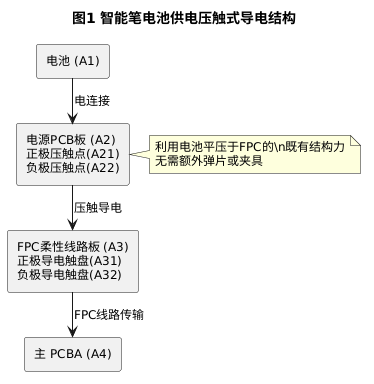 图1 智能笔电池供电压触式导电结构
电池 (A1)
电连接
电源PCB板 (A2)
正极压触点(A21)
负极压触点(A22)
利用电池平压于FPC的\n既有结构力
无需额外弹片或夹具
压触导电
FPC柔性线路板 (A3)
正极导电触盘(A31)
负极导电触盘(A32)
FPC线路传输
主 PCBA (A4)